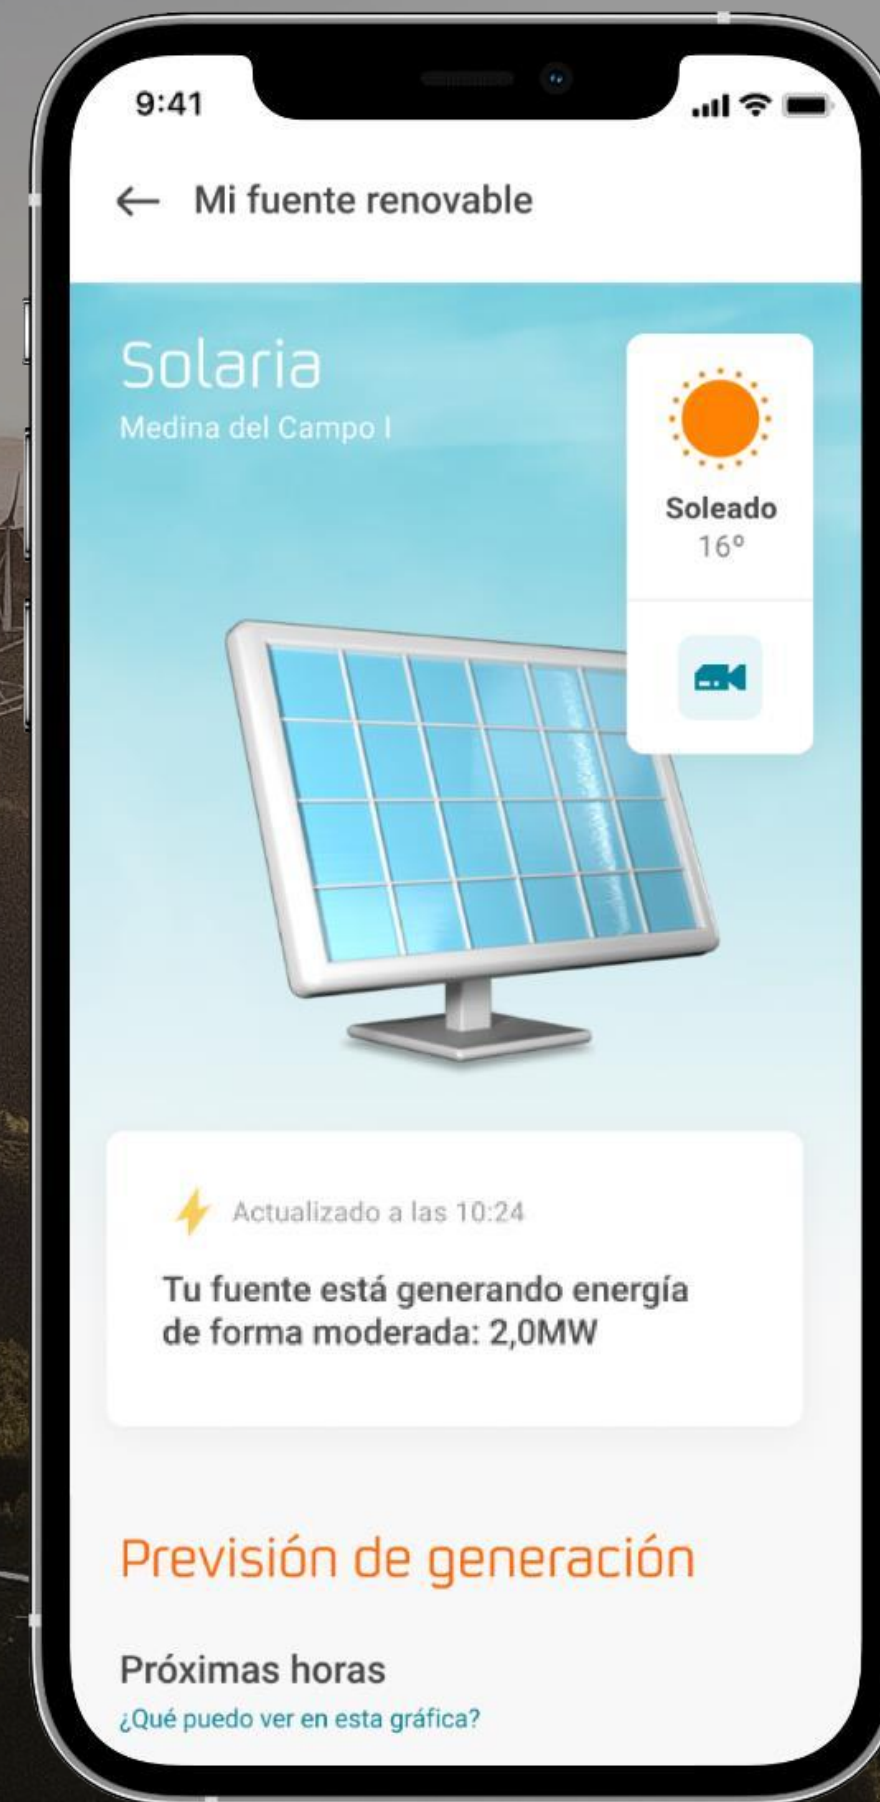 9:41
Mi fuente renovable
Solaria
Medina del Campo I
Soleado
16º
Actualizado a las 10:24
Tu fuente está generando energía
de forma moderada: 2,0MW
Previsión de generación
Próximas horas
¿Qué puedo ver en esta gráfica?